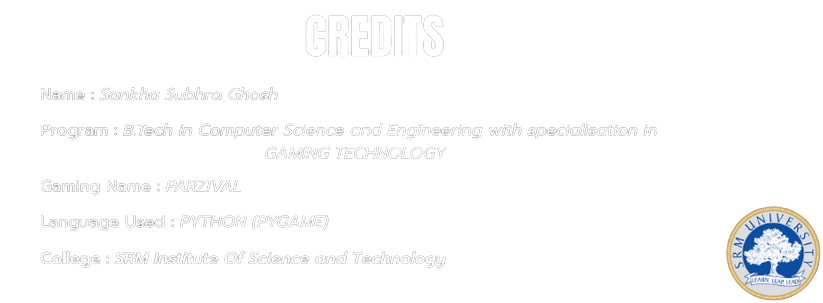 CREDITS
Name : Sankha Subhra Ghosh
Program : B.Tech in Computer Science and Engineering with specialisation in
GAMING TECHNOLOGY
Gaming Name : PARZIVAL
Language Used : PYTHON (PYGAME)
College : SRM Institute Of Science and Technology
SRM UNIVERSITY
LEARN. LEAP. LEAD